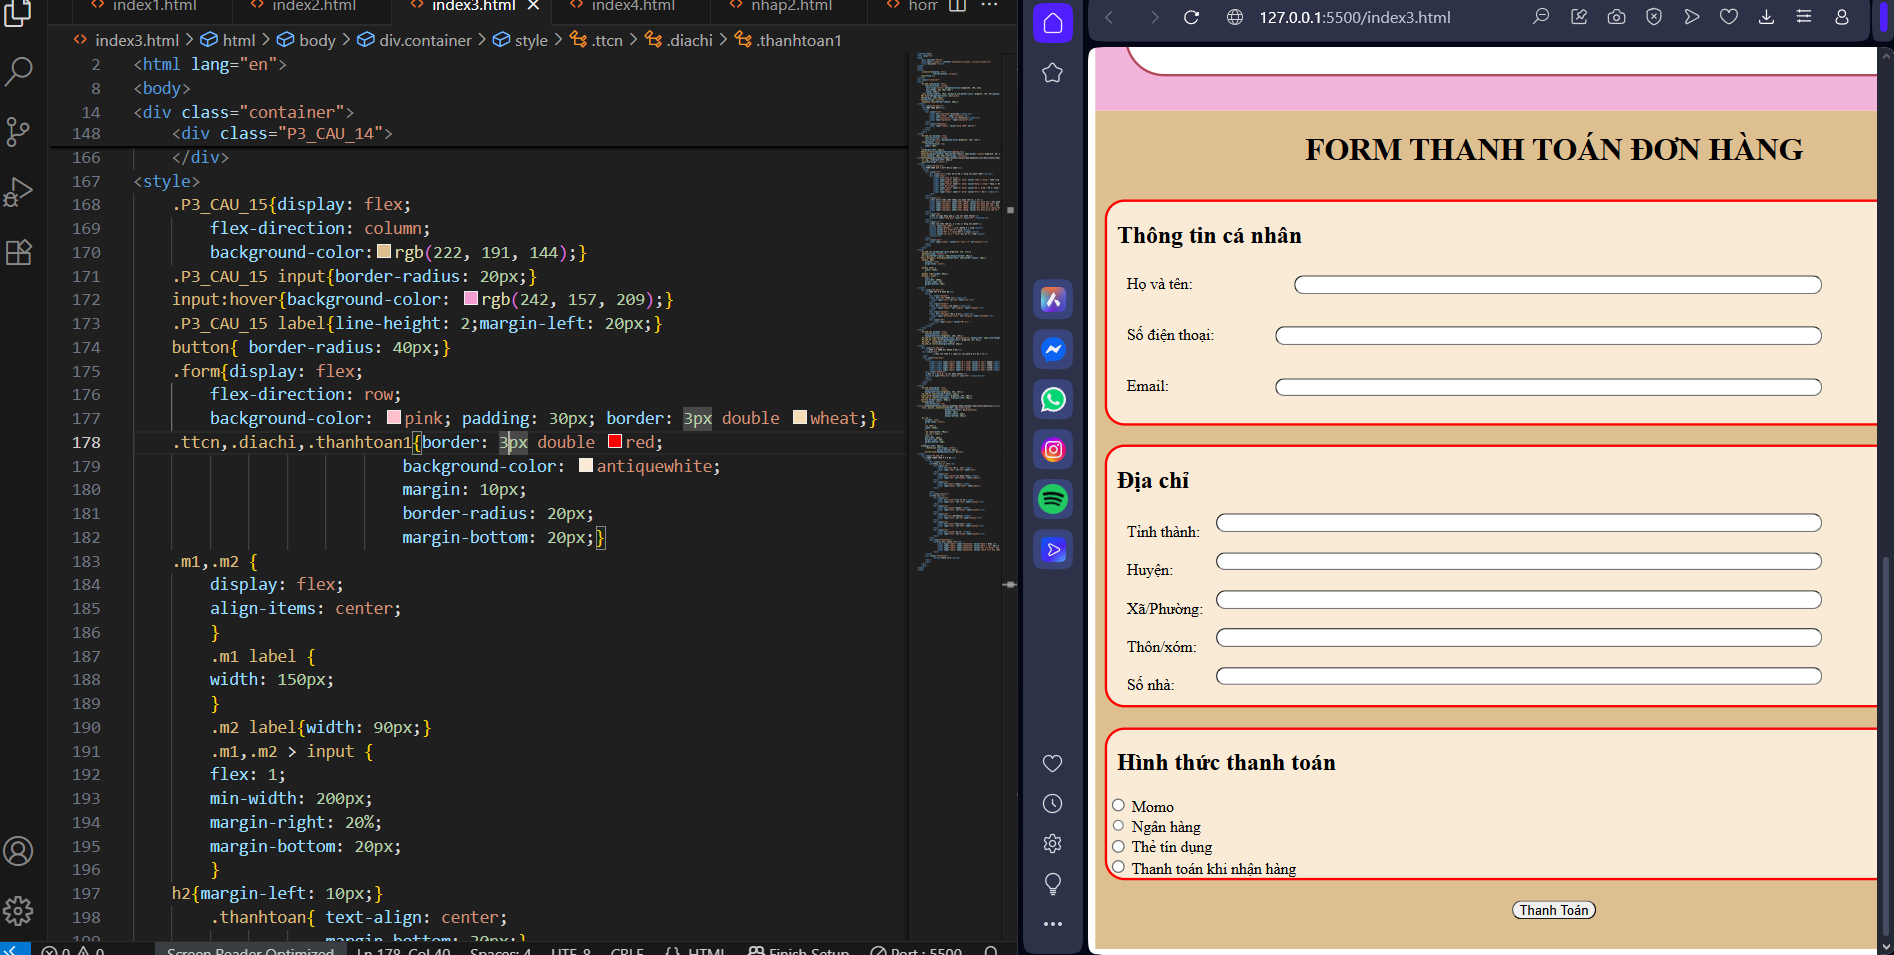 index1.html
index2.html
index3.html
index4.html
nhap2.html
hom
index3.html > html > body > div.container > style > .ttcn > .diachi > .thanhtoan1
2 <html lang="en">
8 <body>
14 <div class="container">
148 <div class="P3_CAU_14">
166 </div>
167 <style>
168 .P3_CAU_15{display: flex;
169 flex-direction: column;
170 background-color: rgb(222, 191, 144);}
171 .P3_CAU_15 input{border-radius: 20px;}
172 input:hover{background-color: rgb(242, 157, 209);}
173 .P3_CAU_15 label{line-height: 2;margin-left: 20px;}
174 button{ border-radius: 40px;}
175 .form{display: flex;
176 flex-direction: row;
177 background-color: pink; padding: 30px; border: 3px double wheat;}
178 .ttcn,.diachi,.thanhtoan1{border: 3px double red;
179 background-color: antiquewhite;
180 margin: 10px;
181 border-radius: 20px;
182 margin-bottom: 20px;}
183 .m1,.m2 {
184 display: flex;
185 align-items: center;
186 }
187 .m1 label {
188 width: 150px;
189 }
190 .m2 label{width: 90px;}
191 .m1,.m2 > input {
192 flex: 1;
193 min-width: 200px;
194 margin-right: 20%;
195 margin-bottom: 20px;
196 }
197 h2{margin-left: 10px;}
198 .thanhtoan{ text-align: center;
199 margin-bottom: 20px;}
0 0 Screen Reader Optimized Ln 178, Col 40 Spaces: 4 UTF-8 CRLF {} HTML Finish Setup Port : 5500
127.0.0.1:5500/index3.html
FORM THANH TOÁN ĐƠN HÀNG
Thông tin cá nhân
Họ và tên:
Số điện thoại:
Email:
Địa chỉ
Tỉnh thành:
Huyện:
Xã/Phường:
Thôn/xóm:
Số nhà:
Hình thức thanh toán
Momo
Ngân hàng
Thẻ tín dụng
Thanh toán khi nhận hàng
Thanh Toán